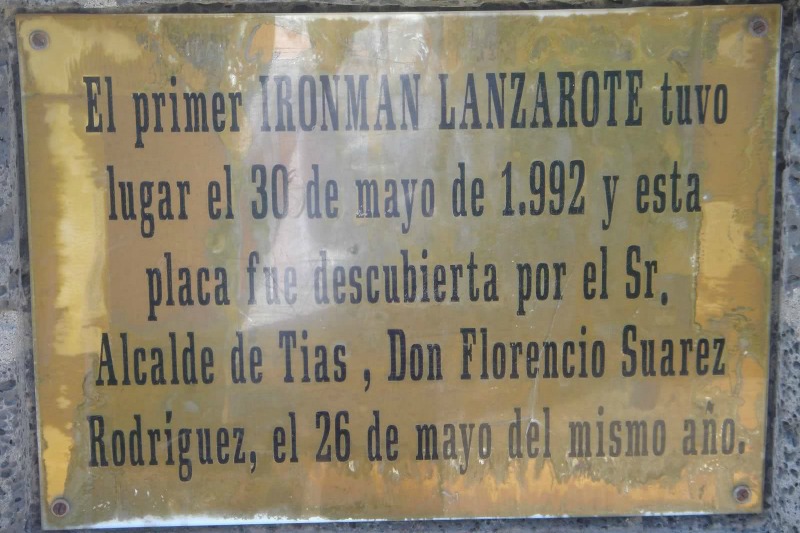 El primer IRONMAN LANZAROTE tuvo
lugar el 30 de mayo de 1.992 y esta
placa fue descubierta por el Sr.
Alcalde de Tias , Don Florencio Suarez
Rodríguez, el 26 de mayo del mismo año.